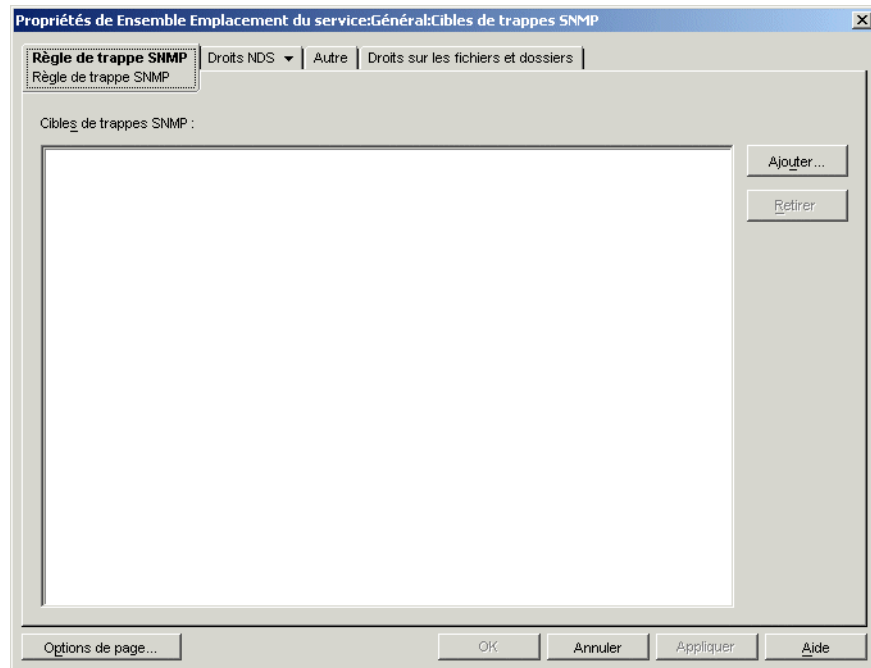 Propriétés de Ensemble Emplacement du service:Général:Cibles de trappes SNMP
Règle de trappe SNMP Droits NDS Autre Droits sur les fichiers et dossiers
Règle de trappe SNMP
Cibles de trappes SNMP :
Ajouter...
Retirer
Options de page... OK Annuler Appliquer Aide